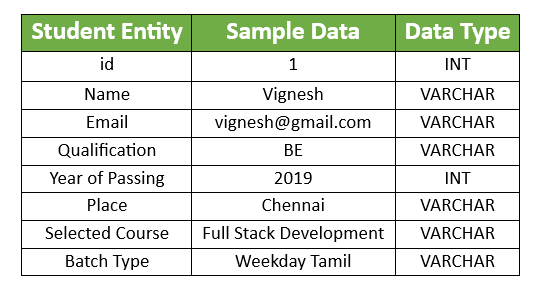 Student Entity Sample Data Data Type
id 1 INT
Name Vignesh VARCHAR
Email vignesh@gmail.com VARCHAR
Qualification BE VARCHAR
Year of Passing 2019 INT
Place Chennai VARCHAR
Selected Course Full Stack Development VARCHAR
Batch Type Weekday Tamil VARCHAR